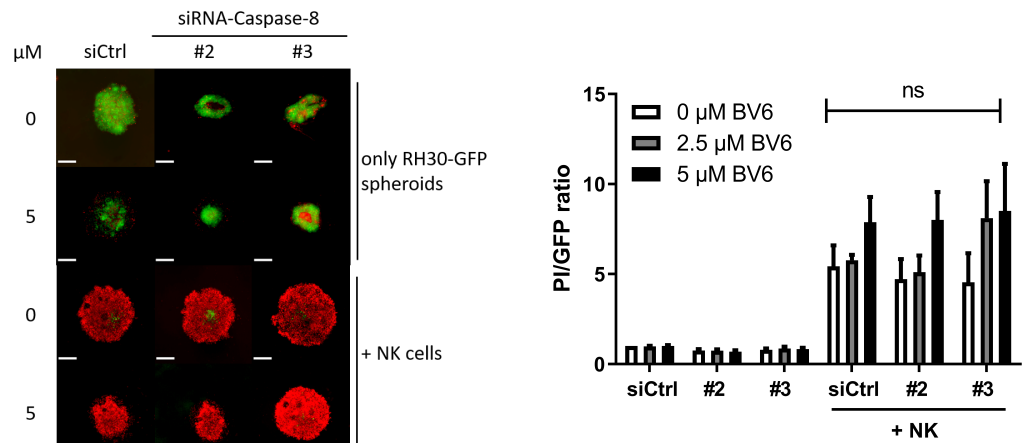 siRNA-Caspase-8
µM siCtrl #2 #3
0
only RH30-GFP
spheroids
5
0
+ NK cells
5
15
10
5
0
PI/GFP ratio
ns
0 µM BV6
2.5 µM BV6
5 µM BV6
siCtrl #2 #3 siCtrl #2 #3
+ NK